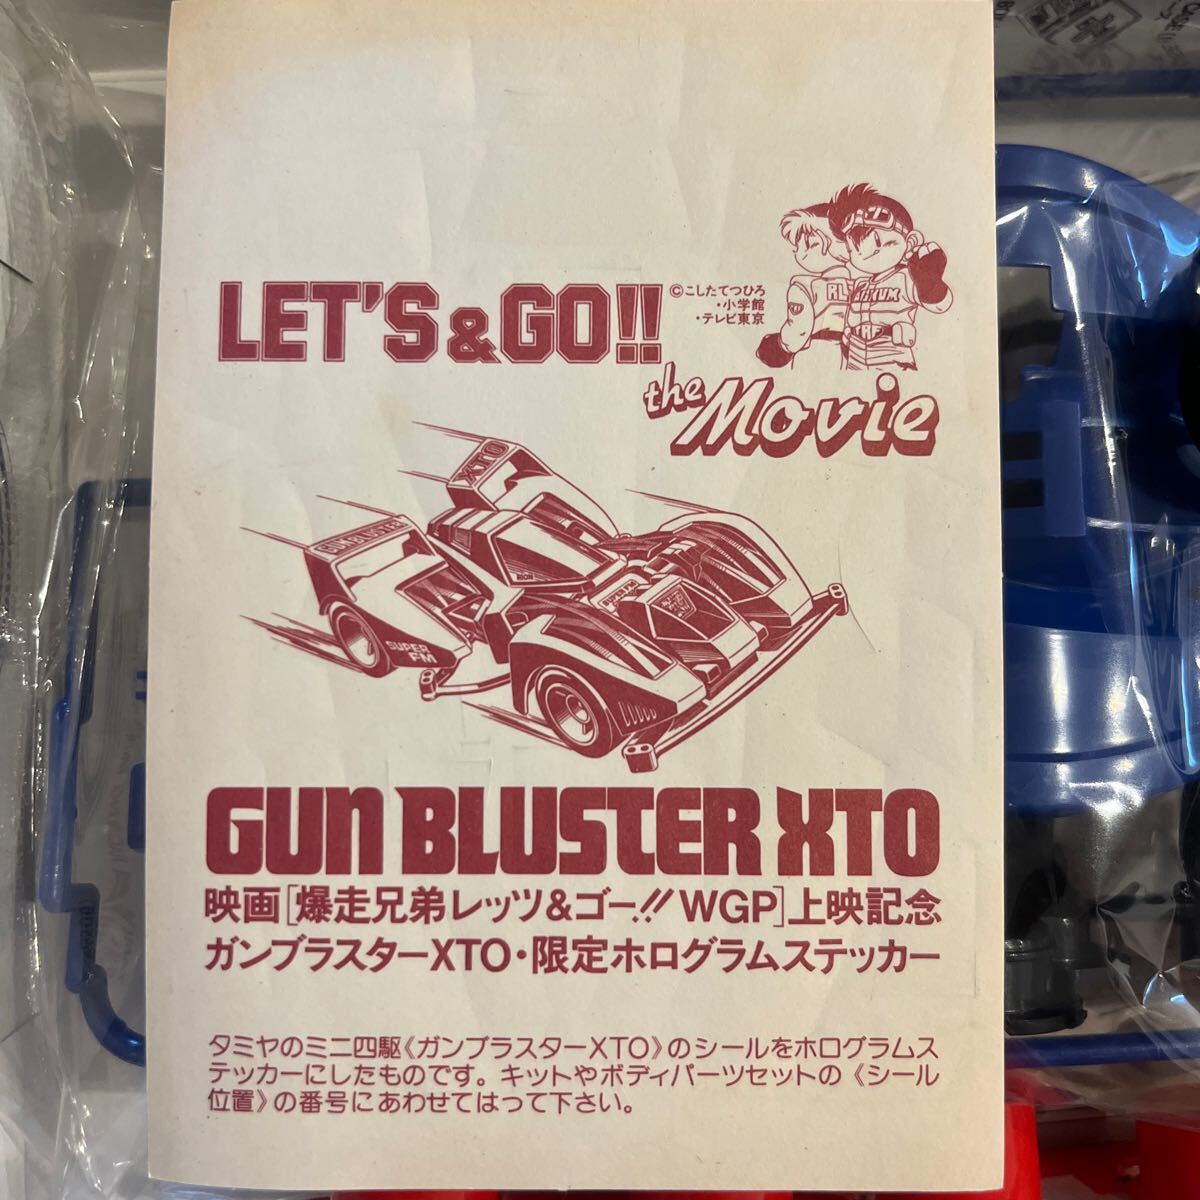 LET'S&GO!!
©こしたてつひろ
・小学館
・テレビ東京
the Movie
XTO
GUNBLUSTER
RION
SUPER
FM
GUN BLUSTER XTO
映画[爆走兄弟レッツ&ゴー!! WGP]上映記念
ガンブラスターXTO・限定ホログラムステッカー
タミヤのミニ四駆《ガンブラスターXTO》のシールをホログラムス
テッカーにしたものです。キットやボディパーツセットの《シール
位置》の番号にあわせてはって下さい。